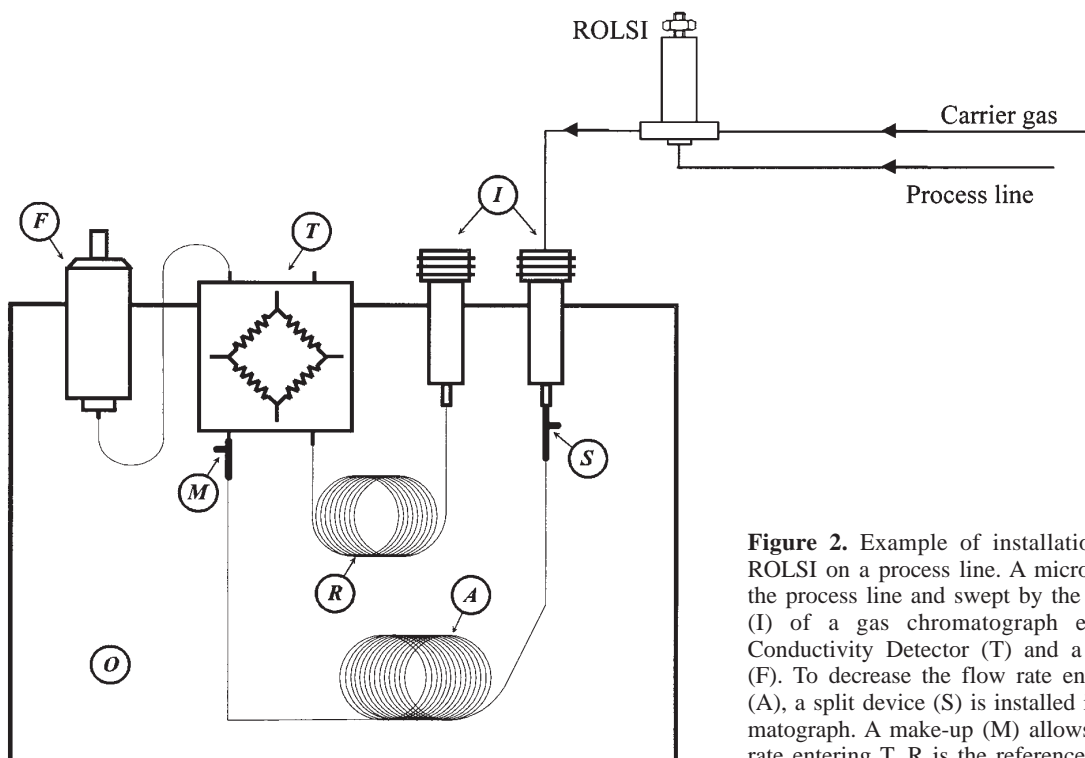 ROLSI
Carrier gas
Process line
F
T
I
M
S
R
A
O
Figure 2. Example of installatio
ROLSI on a process line. A micro
the process line and swept by the
(I) of a gas chromatograph e
Conductivity Detector (T) and a
(F). To decrease the flow rate en
(A), a split device (S) is installed
matograph. A make-up (M) allows
rate entering T. R is the reference